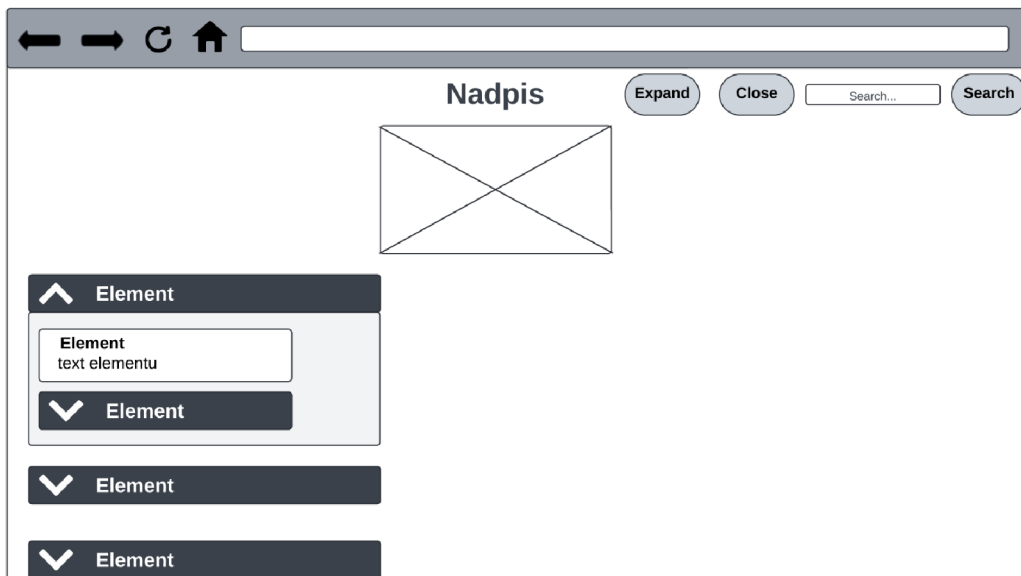 Nadpis
Expand
Close
Search...
Search
Element
Element
text elementu
Element
Element
Element